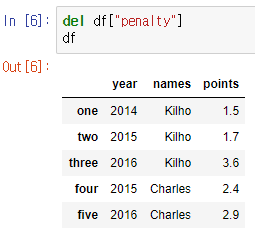 In [6]: del df["penalty"]
df
Out[6]:
year names points
one 2014 Kilho 1.5
two 2015 Kilho 1.7
three 2016 Kilho 3.6
four 2015 Charles 2.4
five 2016 Charles 2.9